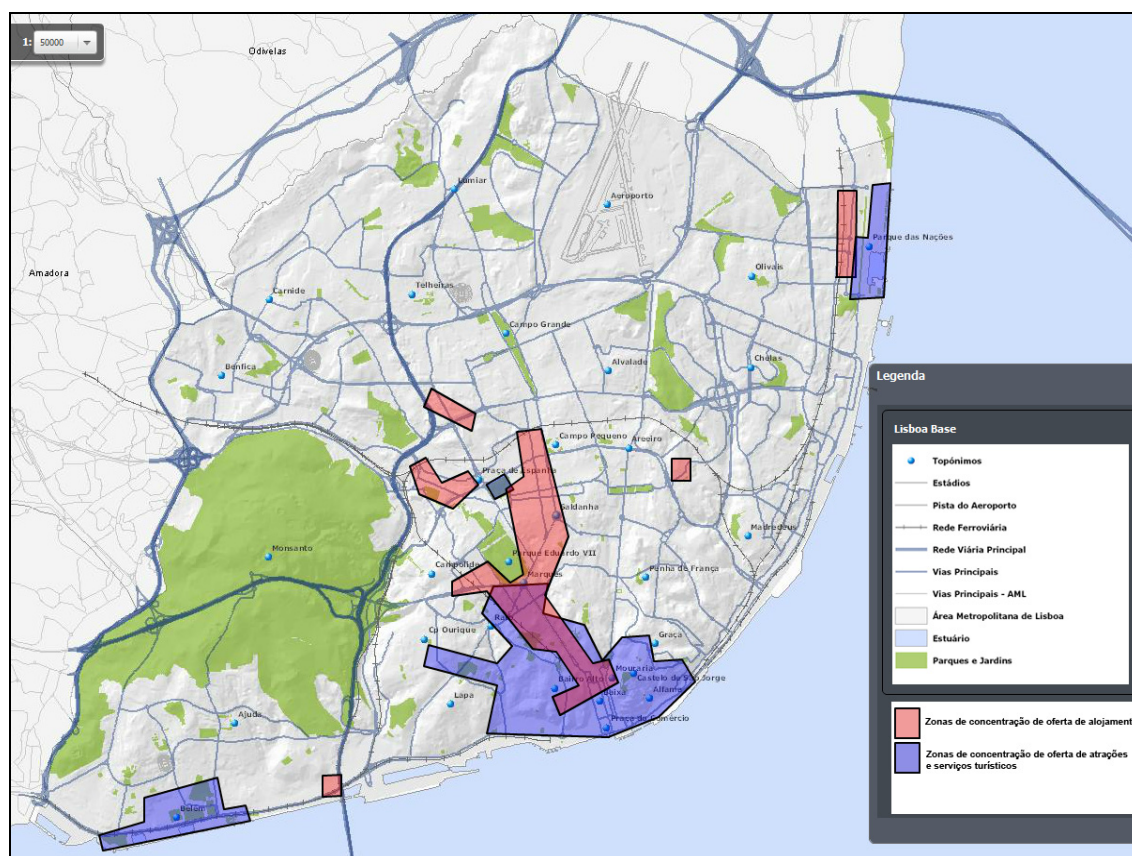 1: 50000
Odivelas
Lumiar
Aeroporto
Parque das Nações
Amadora
Olivais
Carnide
Telheiras
Campo Grande
Benfica
Alvalade
Chelas
Campo Pequeno
Areeiro
Praça de Espanha
Saldanha
Madredeus
Monsanto
Parque Eduardo VII
Campolide
Marquês
Penha de França
Cp Ourique
Rato
Graça
Mouraria
Castelo de São Jorge
Bairro Alto
Lapa
Baixa
Alfama
Ajuda
Praça do Comércio
Belém
Legenda
Lisboa Base
Topónimos
Estádios
Pista do Aeroporto
Rede Ferroviária
Rede Viária Principal
Vias Principais
Vias Principais - AML
Área Metropolitana de Lisboa
Estuário
Parques e Jardins
Zonas de concentração de oferta de alojament
Zonas de concentração de oferta de atrações
e serviços turísticos